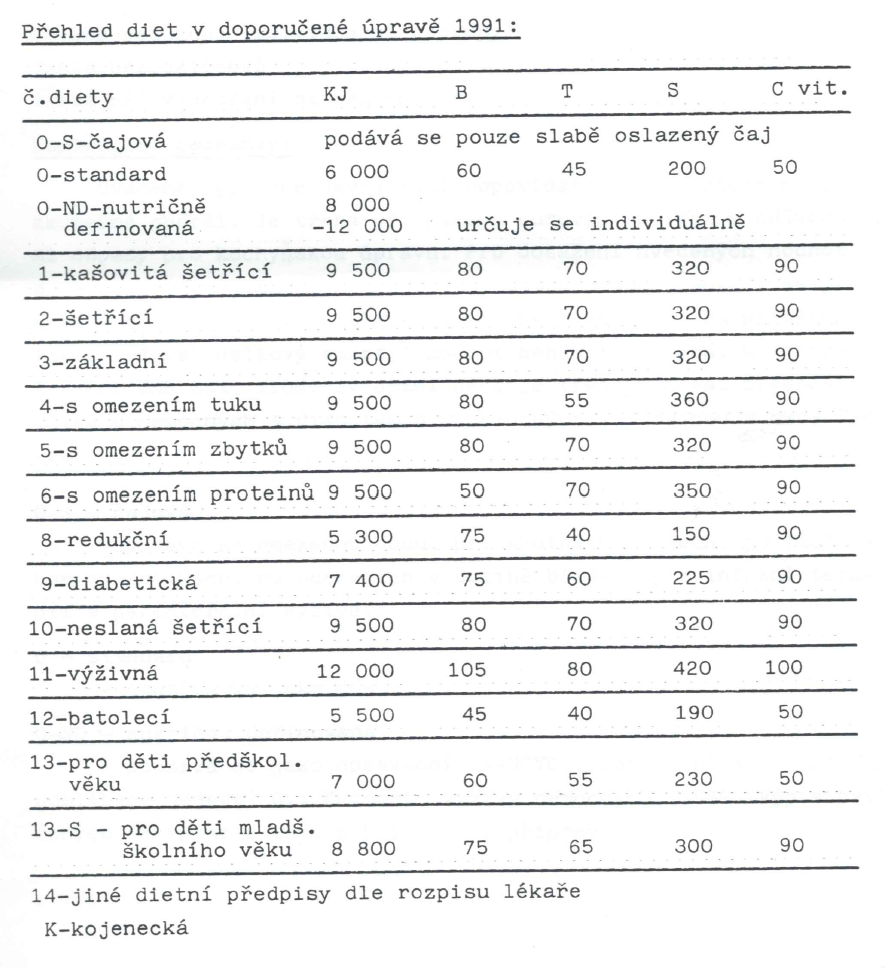 Přehled diet v doporučené úpravě 1991:
č.diety KJ B T S C vit.
0-S-čajová podává se pouze slabě oslazený čaj
0-standard 6 000 60 45 200 50
0-ND-nutričně 8 000
definovaná -12 000 určuje se individuálně
1-kašovitá šetřící 9 500 80 70 320 90
2-šetřící 9 500 80 70 320 90
3-základní 9 500 80 70 320 90
4-s omezením tuku 9 500 80 55 360 90
5-s omezením zbytků 9 500 80 70 320 90
6-s omezením proteinů 9 500 50 70 350 90
8-redukční 5 300 75 40 150 90
9-diabetická 7 400 75 60 225 90
10-neslaná šetřící 9 500 80 70 320 90
11-výživná 12 000 105 80 420 100
12-batolecí 5 500 45 40 190 50
13-pro děti předškol.
věku 7 000 60 55 230 50
13-S - pro děti mladš.
školního věku 8 800 75 65 300 90
14-jiné dietní předpisy dle rozpisu lékaře
K-kojenecká